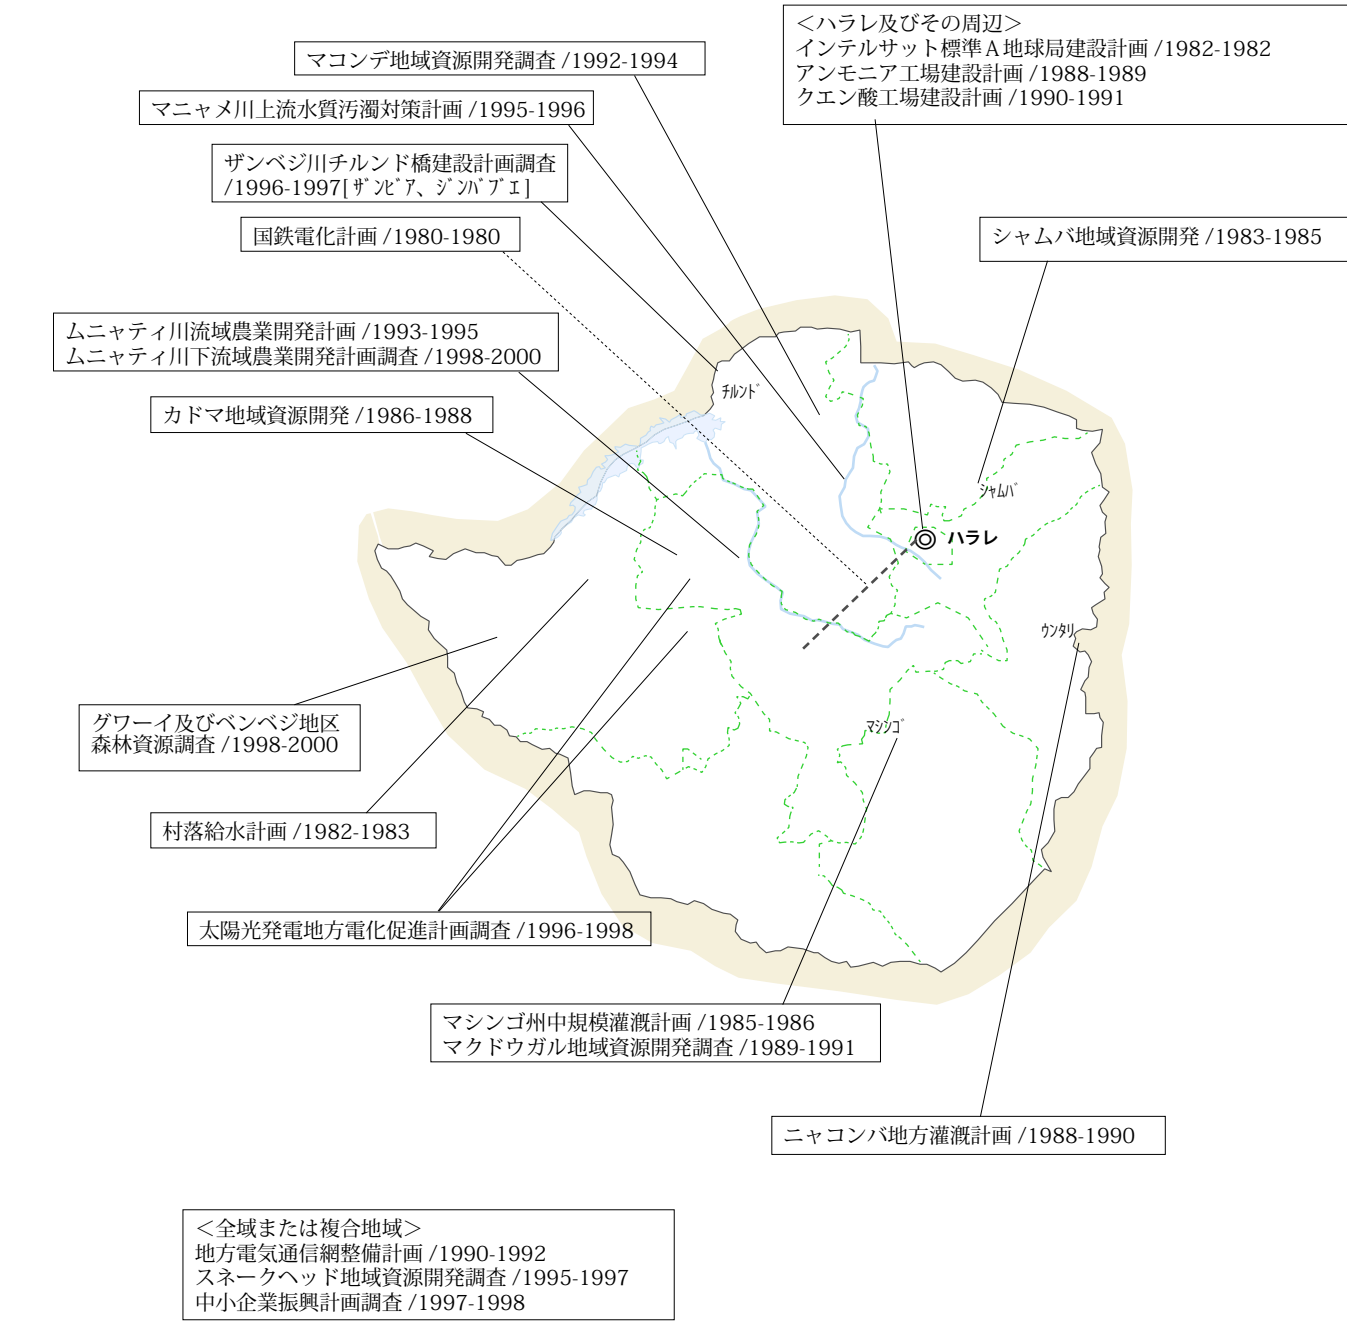 ＜ハラレ及びその周辺＞
インテルサット標準Ａ地球局建設計画 /1982-1982
アンモニア工場建設計画 /1988-1989
クエン酸工場建設計画 /1990-1991
マコンデ地域資源開発調査 /1992-1994
マニャメ川上流水質汚濁対策計画 /1995-1996
ザンベジ川チルンド橋建設計画調査
/1996-1997[ｻﾞﾝﾋﾞｱ、ｼﾞﾝﾊﾞﾌﾞｴ]
国鉄電化計画 /1980-1980
シャムバ地域資源開発 /1983-1985
ムニャティ川流域農業開発計画 /1993-1995
ムニャティ川下流域農業開発計画調査 /1998-2000
カドマ地域資源開発 /1986-1988
ﾁﾙﾝﾄﾞ
ｼｬﾑﾊﾞ
ハラレ
ｳﾝﾀﾘ
ﾏｼﾝｺﾞ
グワーイ及びベンベジ地区
森林資源調査 /1998-2000
村落給水計画 /1982-1983
太陽光発電地方電化促進計画調査 /1996-1998
マシンゴ州中規模灌漑計画 /1985-1986
マクドウガル地域資源開発調査 /1989-1991
ニャコンバ地方灌漑計画 /1988-1990
＜全域または複合地域＞
地方電気通信網整備計画 /1990-1992
スネークヘッド地域資源開発調査 /1995-1997
中小企業振興計画調査 /1997-1998